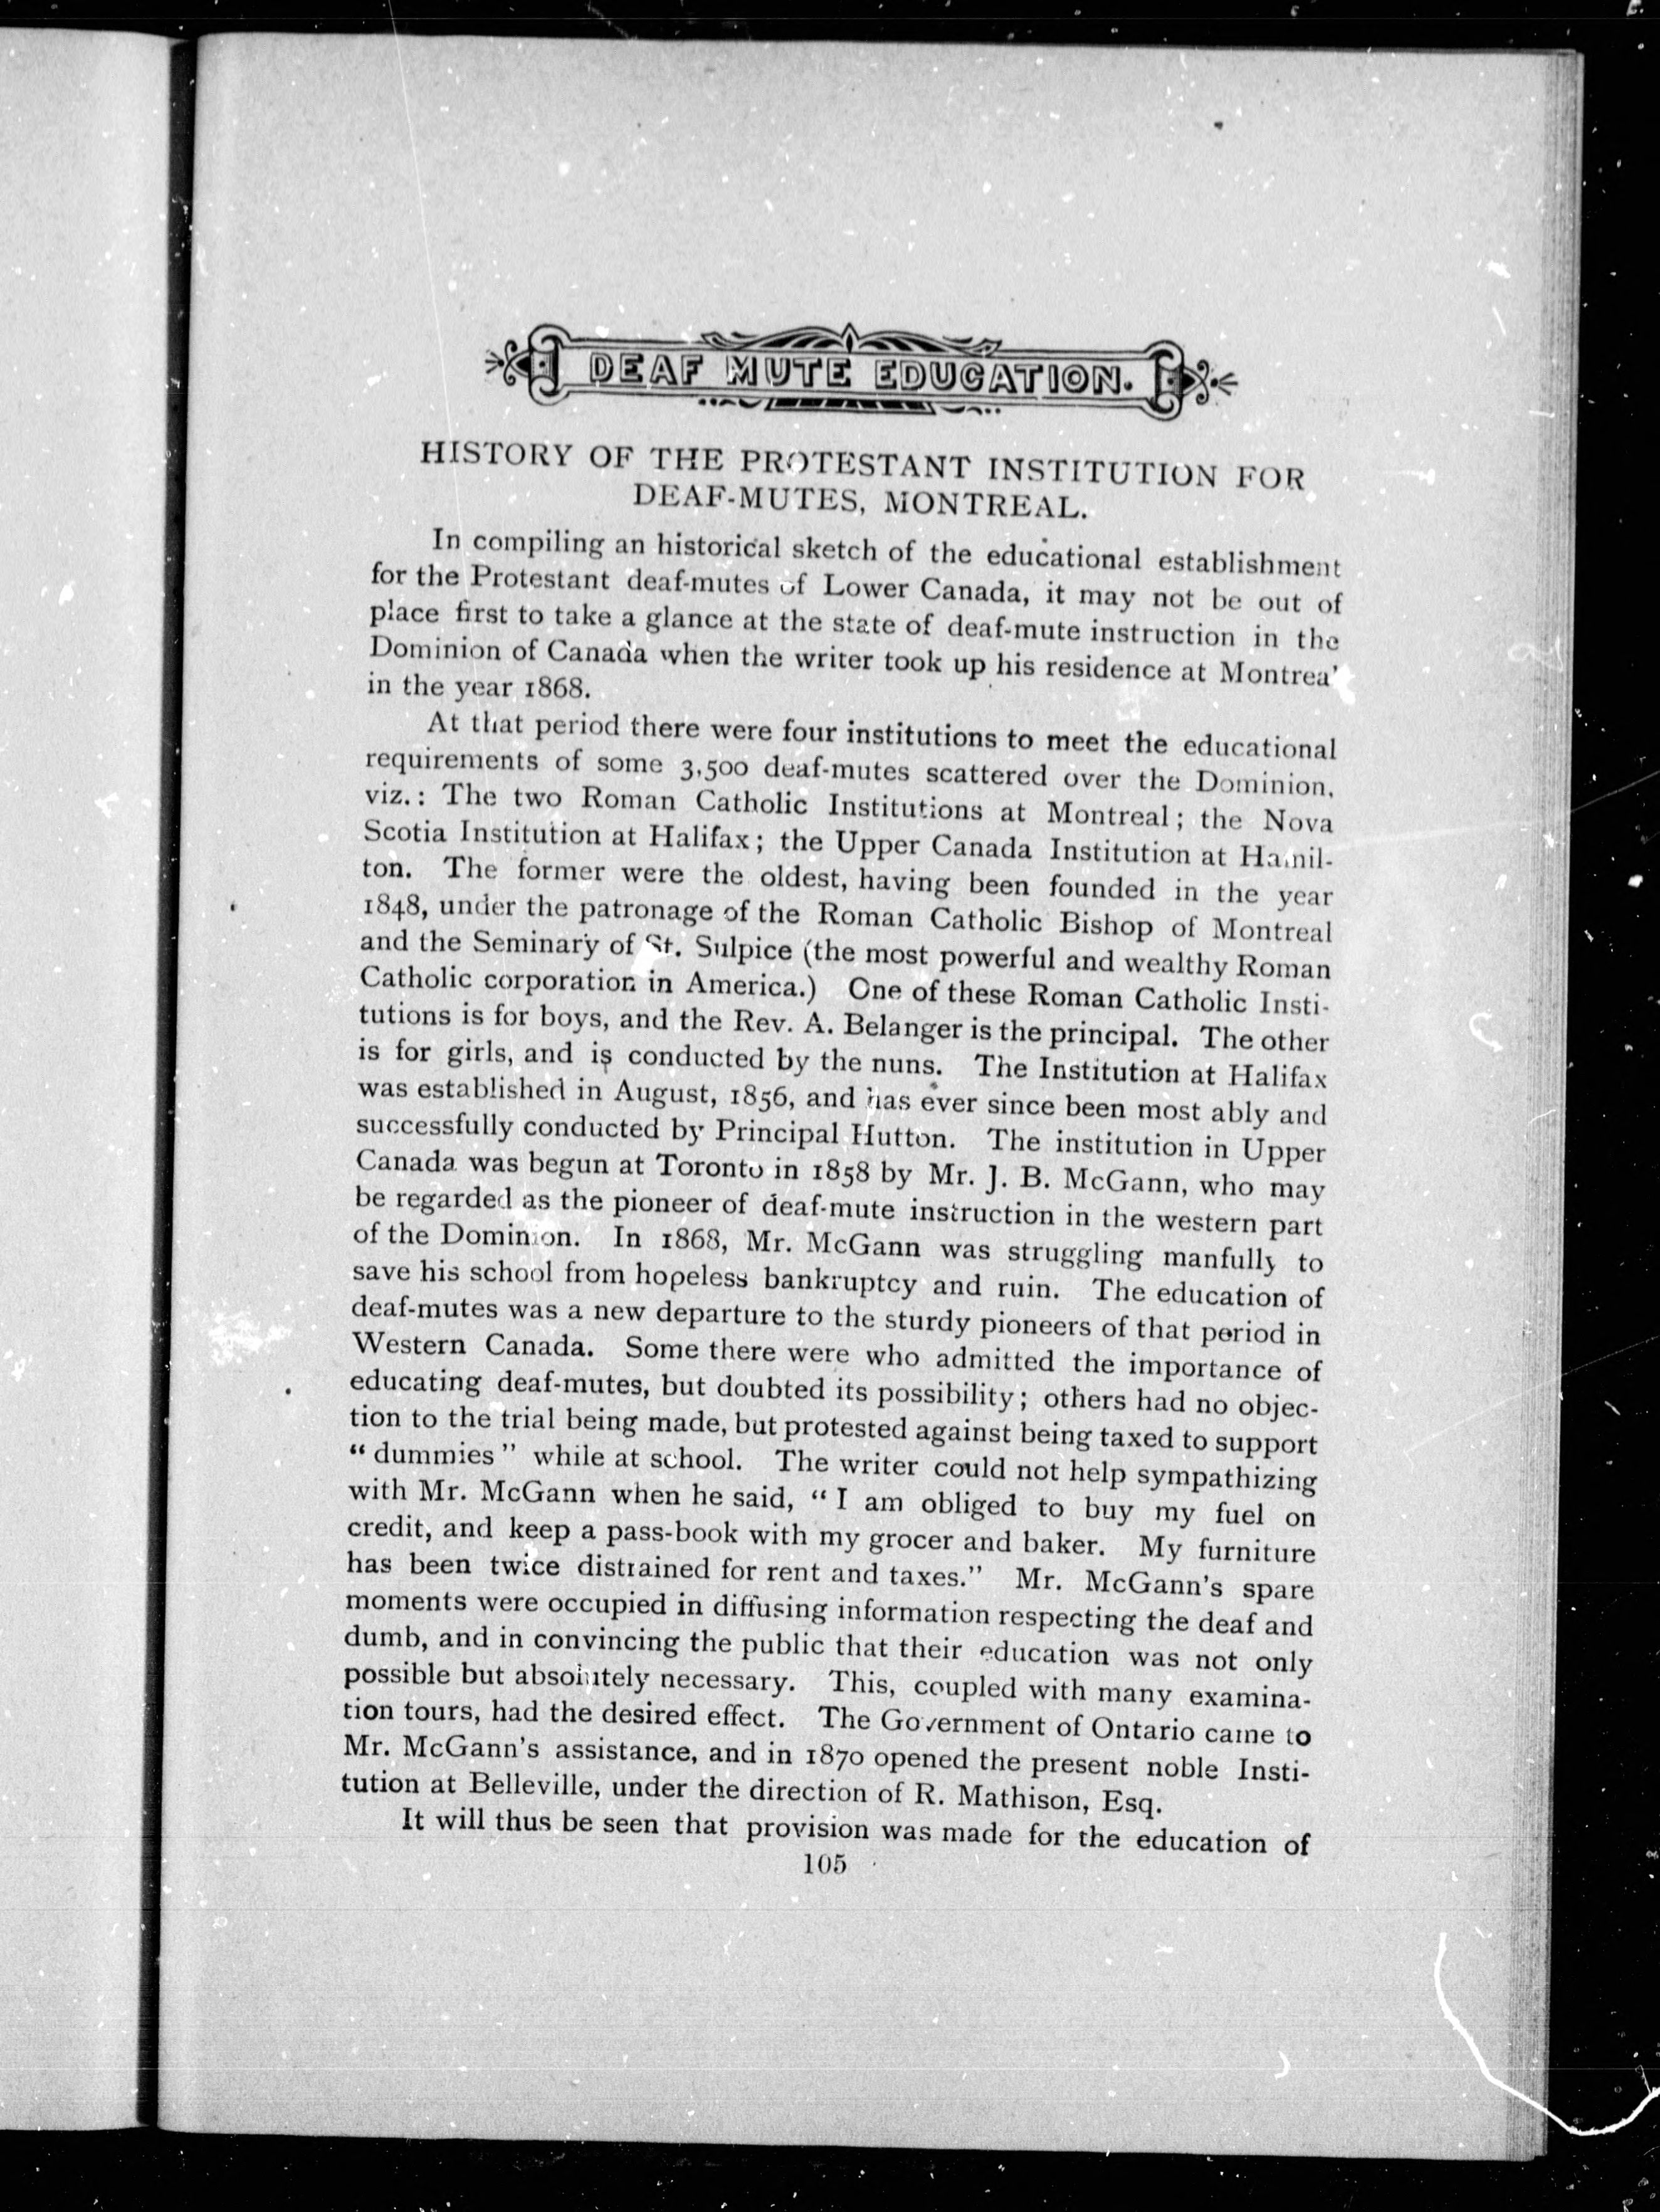 DEAF MUTE EDUCATION.
HISTORY OF THE PROTESTANT INSTITUTION FOR
DEAF-MUTES, MONTREAL.
In compiling an historical sketch of the educational establishment
for the Protestant deaf-mutes of Lower Canada, it may not be out of
place first to take a glance at the state of deaf-mute instruction in the
Dominion of Canada when the writer took up his residence at Montrea'
in the year 1868.
At that period there were four institutions to meet the educational
requirements of some 3,500 deaf-mutes scattered over the Dominion,
viz.: The two Roman Catholic Institutions at Montreal; the Nova
Scotia Institution at Halifax; the Upper Canada Institution at Hamil-
ton. The former were the oldest, having been founded in the year
1848, under the patronage of the Roman Catholic Bishop of Montreal
and the Seminary of St. Sulpice (the most powerful and wealthy Roman
Catholic corporation in America.) One of these Roman Catholic Insti-
tutions is for boys, and the Rev. A. Belanger is the principal. The other
is for girls, and is conducted by the nuns. The Institution at Halifax
was established in August, 1856, and has ever since been most ably and
successfully conducted by Principal Hutton. The institution in Upper
Canada was begun at Toronto in 1858 by Mr. J. B. McGann, who may
be regarded as the pioneer of deaf-mute instruction in the western part
of the Dominion. In 1868, Mr. McGann was struggling manfully to
save his school from hopeless bankruptcy and ruin. The education of
deaf-mutes was a new departure to the sturdy pioneers of that period in
Western Canada. Some there were who admitted the importance of
educating deaf-mutes, but doubted its possibility; others had no objec-
tion to the trial being made, but protested against being taxed to support
“dummies” while at school. The writer could not help sympathizing
with Mr. McGann when he said, “I am obliged to buy my fuel on
credit, and keep a pass-book with my grocer and baker. My furniture
has been twice distrained for rent and taxes.” Mr. McGann's spare
moments were occupied in diffusing information respecting the deaf and
dumb, and in convincing the public that their education was not only
possible but absolutely necessary. This, coupled with many examina-
tion tours, had the desired effect. The Government of Ontario came to
Mr. McGann's assistance, and in 1870 opened the present noble Insti-
tution at Belleville, under the direction of R. Mathison, Esq.
It will thus be seen that provision was made for the education of
105